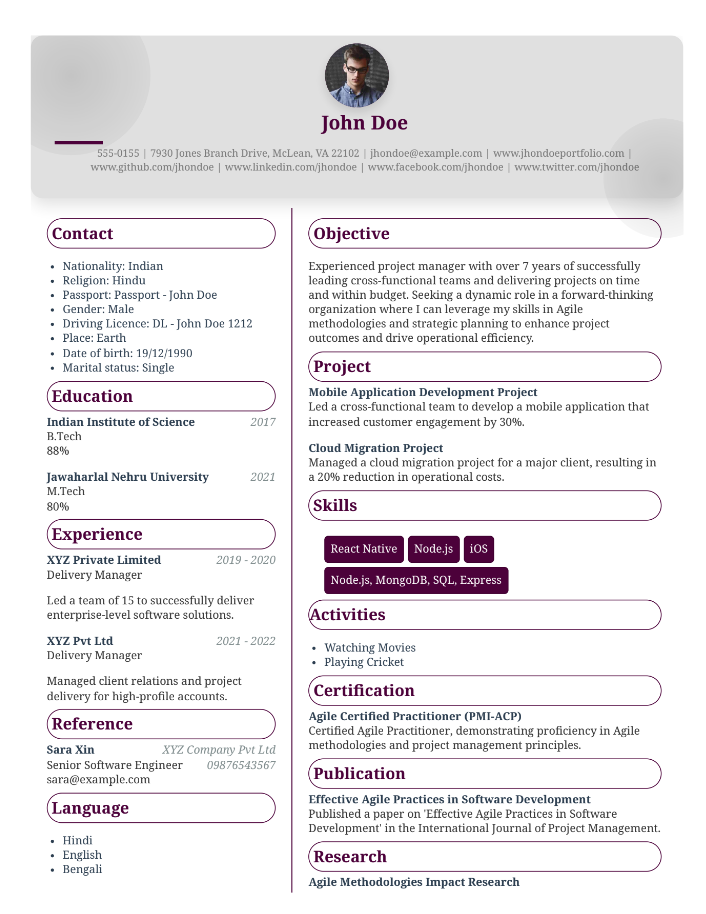 John Doe
555-0155 | 7930 Jones Branch Drive, McLean, VA 22102 | jhondoe@example.com | www.jhondoeportfolio.com |
www.github.com/jhondoe | www.linkedin.com/jhondoe | www.facebook.com/jhondoe | www.twitter.com/jhondoe
Contact
• Nationality: Indian
• Religion: Hindu
• Passport: Passport - John Doe
• Gender: Male
• Driving Licence: DL - John Doe 1212
• Place: Earth
• Date of birth: 19/12/1990
• Marital status: Single
Education
Indian Institute of Science 2017
B.Tech
88%
Jawaharlal Nehru University 2021
M.Tech
80%
Experience
XYZ Private Limited 2019 - 2020
Delivery Manager
Led a team of 15 to successfully deliver
enterprise-level software solutions.
XYZ Pvt Ltd 2021 - 2022
Delivery Manager
Managed client relations and project
delivery for high-profile accounts.
Reference
Sara Xin XYZ Company Pvt Ltd
Senior Software Engineer 09876543567
sara@example.com
Language
• Hindi
• English
• Bengali
Objective
Experienced project manager with over 7 years of successfully
leading cross-functional teams and delivering projects on time
and within budget. Seeking a dynamic role in a forward-thinking
organization where I can leverage my skills in Agile
methodologies and strategic planning to enhance project
outcomes and drive operational efficiency.
Project
Mobile Application Development Project
Led a cross-functional team to develop a mobile application that
increased customer engagement by 30%.
Cloud Migration Project
Managed a cloud migration project for a major client, resulting in
a 20% reduction in operational costs.
Skills
React Native Node.js iOS
Node.js, MongoDB, SQL, Express
Activities
• Watching Movies
• Playing Cricket
Certification
Agile Certified Practitioner (PMI-ACP)
Certified Agile Practitioner, demonstrating proficiency in Agile
methodologies and project management principles.
Publication
Effective Agile Practices in Software Development
Published a paper on 'Effective Agile Practices in Software
Development' in the International Journal of Project Management.
Research
Agile Methodologies Impact Research